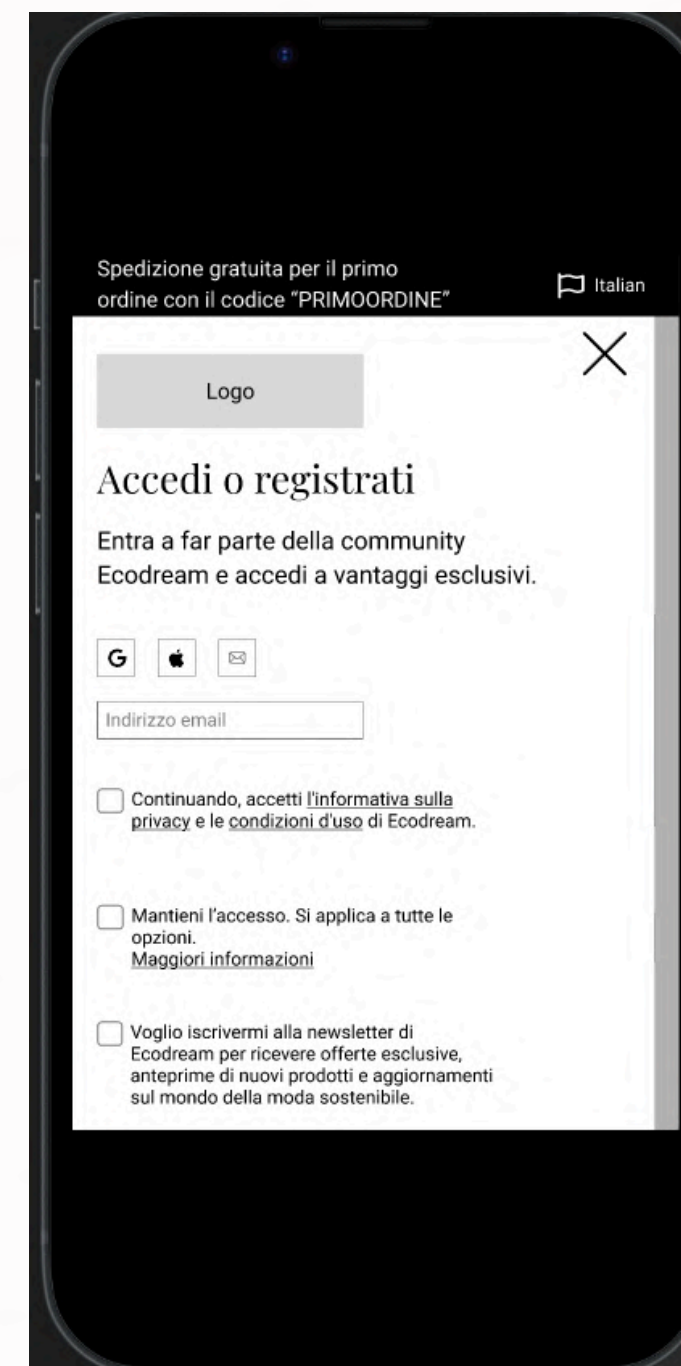 Spedizione gratuita per il primo
ordine con il codice “PRIMOORDINE”
Italian
Logo
Accedi o registrati
Entra a far parte della community
Ecodream e accedi a vantaggi esclusivi.
G
Indirizzo email
Continuando, accetti l'informativa sulla
privacy e le condizioni d'uso di Ecodream.
Mantieni l’accesso. Si applica a tutte le
opzioni.
Maggiori informazioni
Voglio iscrivermi alla newsletter di
Ecodream per ricevere offerte esclusive,
anteprime di nuovi prodotti e aggiornamenti
sul mondo della moda sostenibile.